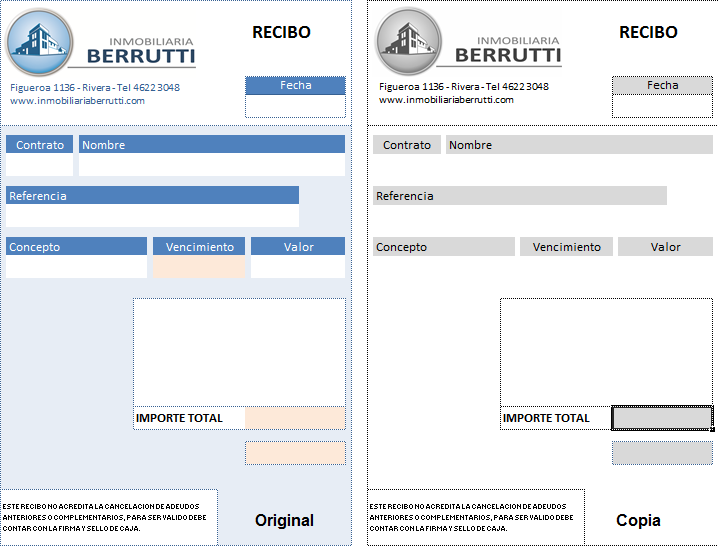 INMOBILIARIA
BERRUTTI
RECIBO
Figueroa 1136 - Rivera - Tel 4622 3048
www.inmobiliariaberrutti.com
Fecha
Contrato
Nombre
Referencia
Concepto
Vencimiento
Valor
IMPORTE TOTAL
ESTE RECIBO NO ACREDITA LA CANCELACION DE ADEUDOS
ANTERIORES O COMPLEMENTARIOS, PARA SER VALIDO DEBE
CONTAR CON LA FIRMA Y SELLO DE CAJA.
Original
INMOBILIARIA
BERRUTTI
RECIBO
Figueroa 1136 - Rivera - Tel 4622 3048
www.inmobiliariaberrutti.com
Fecha
Contrato
Nombre
Referencia
Concepto
Vencimiento
Valor
IMPORTE TOTAL
ESTE RECIBO NO ACREDITA LA CANCELACION DE ADEUDOS
ANTERIORES O COMPLEMENTARIOS, PARA SER VALIDO DEBE
CONTAR CON LA FIRMA Y SELLO DE CAJA.
Copia